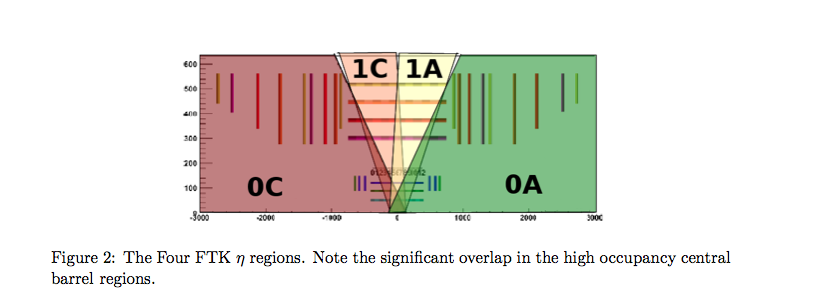 1C 1A
600
500
400
300
200
100
0C
0A
0
-3000 -2000 -1000 0 1000 2000 3000
Figure 2: The Four FTK η regions. Note the significant overlap in the high occupancy central
barrel regions.